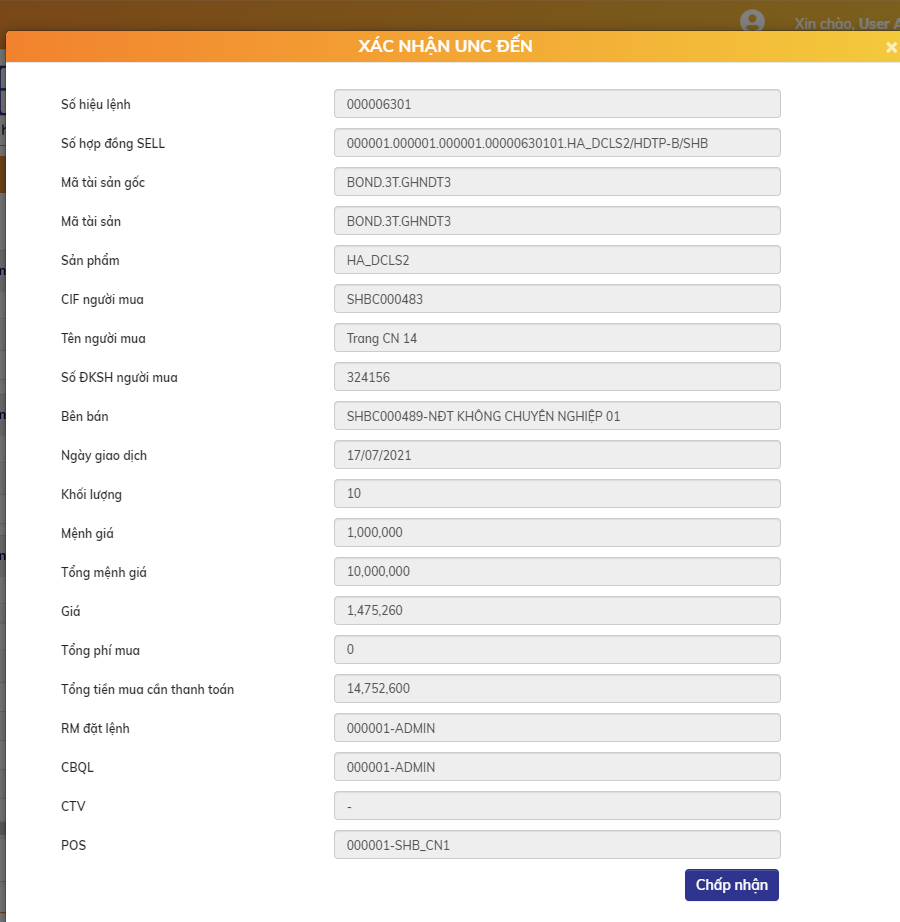 Xin chào, User A
XÁC NHẬN UNC ĐẾN
×
Số hiệu lệnh 000006301
Số hợp đồng SELL 000001.000001.000001.00000630101.HA_DCLS2/HDTP-B/SHB
Mã tài sản gốc BOND.3T.GHNDT3
Mã tài sản BOND.3T.GHNDT3
Sản phẩm HA_DCLS2
CIF người mua SHBC000483
Tên người mua Trang CN 14
Số ĐKSH người mua 324156
Bên bán SHBC000489-NĐT KHÔNG CHUYÊN NGHIỆP 01
Ngày giao dịch 17/07/2021
Khối lượng 10
Mệnh giá 1,000,000
Tổng mệnh giá 10,000,000
Giá 1,475,260
Tổng phí mua 0
Tổng tiền mua cần thanh toán 14,752,600
RM đặt lệnh 000001-ADMIN
CBQL 000001-ADMIN
CTV -
POS 000001-SHB_CN1
Chấp nhận